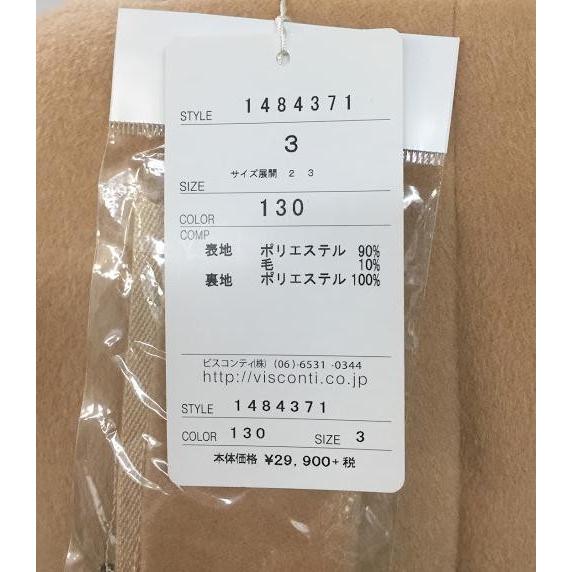 STYLE 1484371
3
サイズ展開 2 3
SIZE
COLOR 130
COMP
表地 ポリエステル 90%
毛 10%
裏地 ポリエステル 100%
ビスコンティ(株) (06)6531-0344
http://visconti.co.jp
STYLE 1484371
COLOR 130 SIZE 3
本体価格 ¥29,900+税